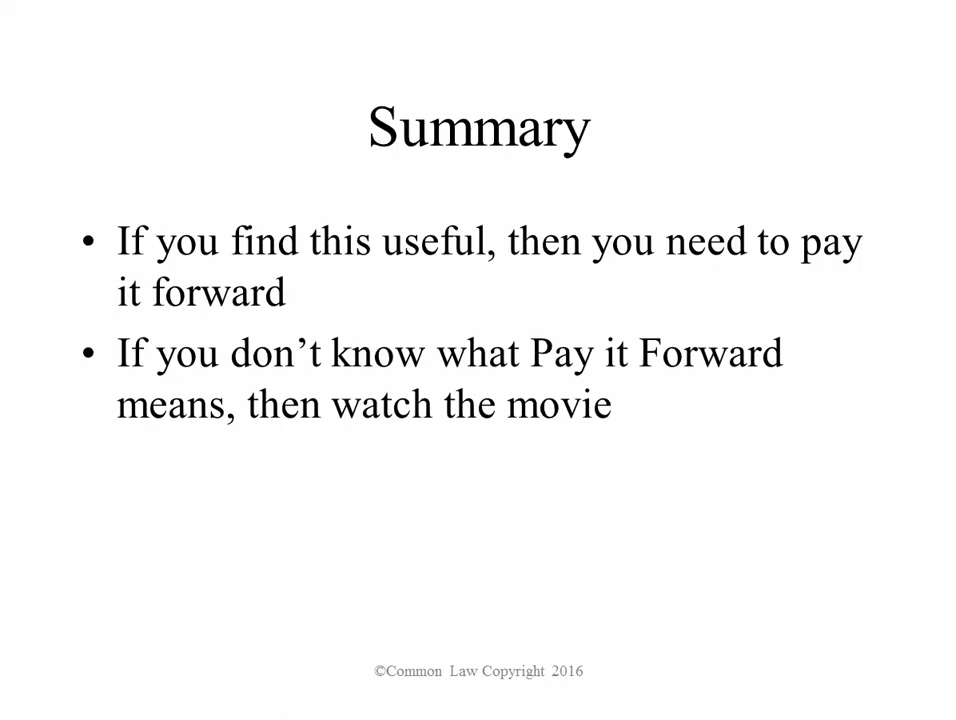 Summary
• If you find this useful, then you need to pay
it forward
• If you don’t know what Pay it Forward
means, then watch the movie
©Common Law Copyright 2016